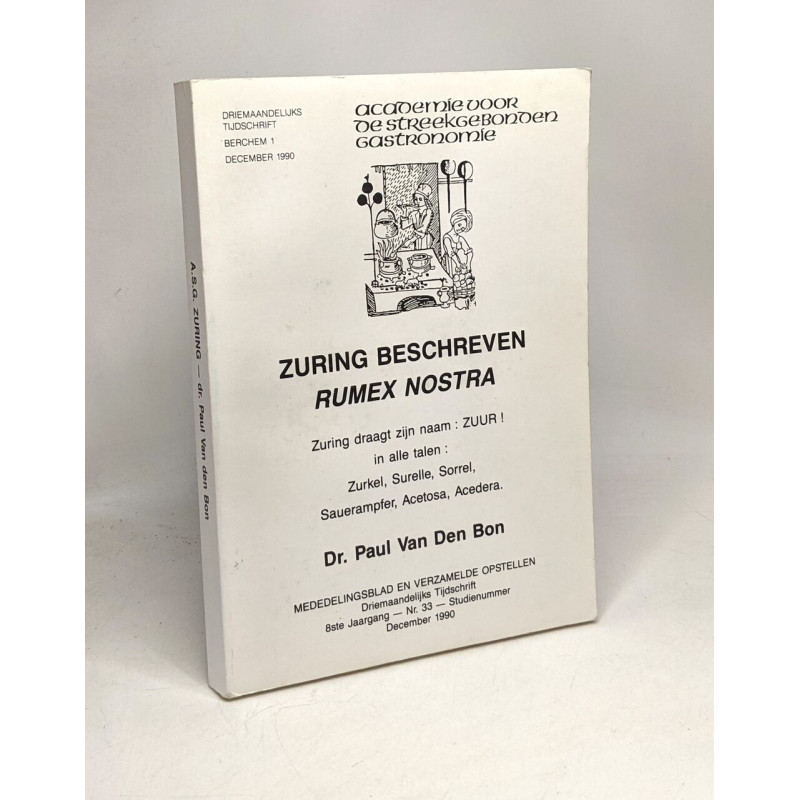 DRIEMAANDELIJKS
TIJDSCHRIFT
BERCHEM 1
DECEMBER 1990
academie voor
de streekgebonden
gastronomie
ZURING BESCHREVEN
RUMEX NOSTRA
Zuring draagt zijn naam : ZUUR !
in alle talen :
Zurkel, Surelle, Sorrel,
Sauerampfer, Acetosa, Acedera.
Dr. Paul Van Den Bon
MEDEDELINGSBLAD EN VERZAMELDE OPSTELLEN
Driemaandelijks Tijdschrift
8ste Jaargang — Nr. 33 — Studienummer
December 1990
A.S.G. ZURING — dr. Paul Van den Bon